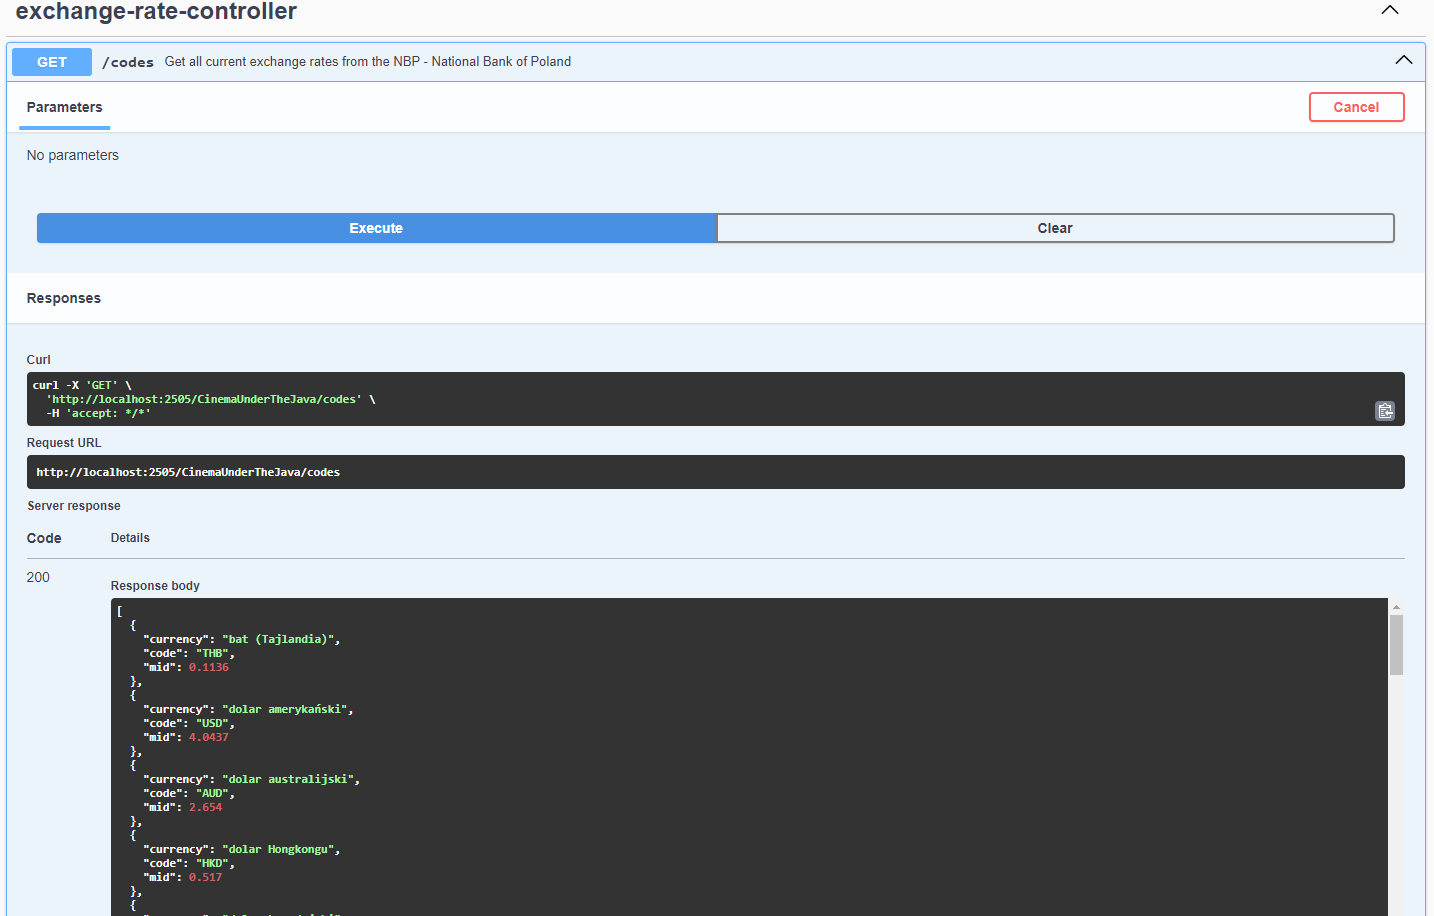 exchange-rate-controller
GET /codes Get all current exchange rates from the NBP - National Bank of Poland
Parameters
Cancel
No parameters
Execute
Clear
Responses
Curl
curl -X 'GET' \
'http://localhost:2505/CinemaUnderTheJava/codes' \
-H 'accept: */*'
Request URL
http://localhost:2505/CinemaUnderTheJava/codes
Server response
Code Details
200
Response body
[
{
"currency": "bat (Tajlandia)",
"code": "THB",
"mid": 0.1136
},
{
"currency": "dolar amerykański",
"code": "USD",
"mid": 4.0437
},
{
"currency": "dolar australijski",
"code": "AUD",
"mid": 2.654
},
{
"currency": "dolar Hongkongu",
"code": "HKD",
"mid": 0.517
},
{